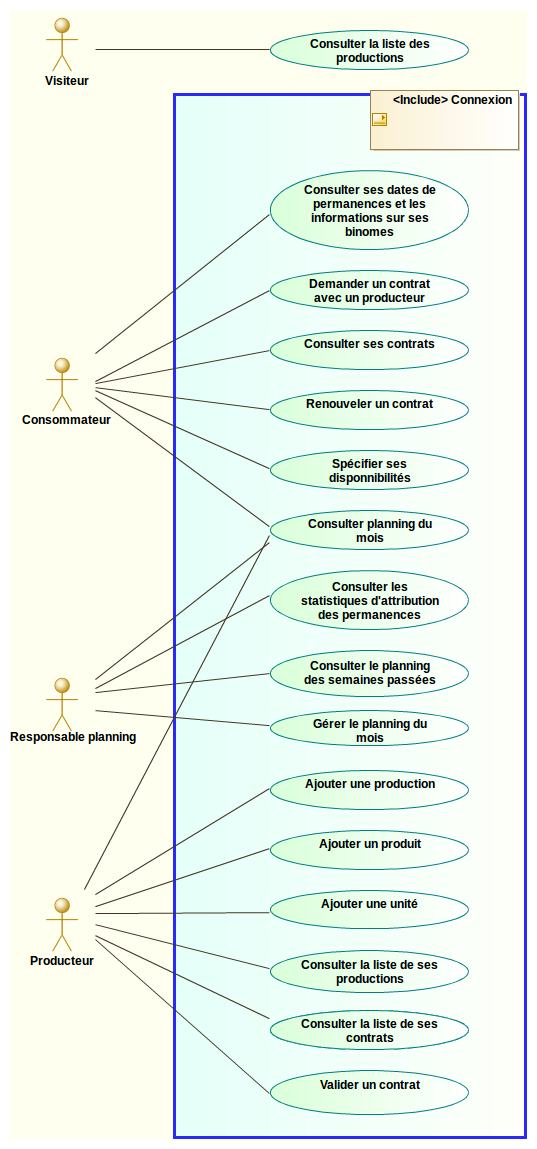 Consulter la liste des
productions
Visiteur
<Include> Connexion
Consulter ses dates de
permanences et les
informations sur ses
binomes
Demander un contrat
avec un producteur
Consulter ses contrats
Consommateur
Renouveler un contrat
Spécifier ses
disponnibilités
Consulter planning du
mois
Consulter les
statistiques d'attribution
des permanences
Consulter le planning
des semaines passées
Responsable planning
Gérer le planning du
mois
Ajouter une production
Ajouter un produit
Ajouter une unité
Producteur
Consulter la liste de ses
productions
Consulter la liste de ses
contrats
Valider un contrat